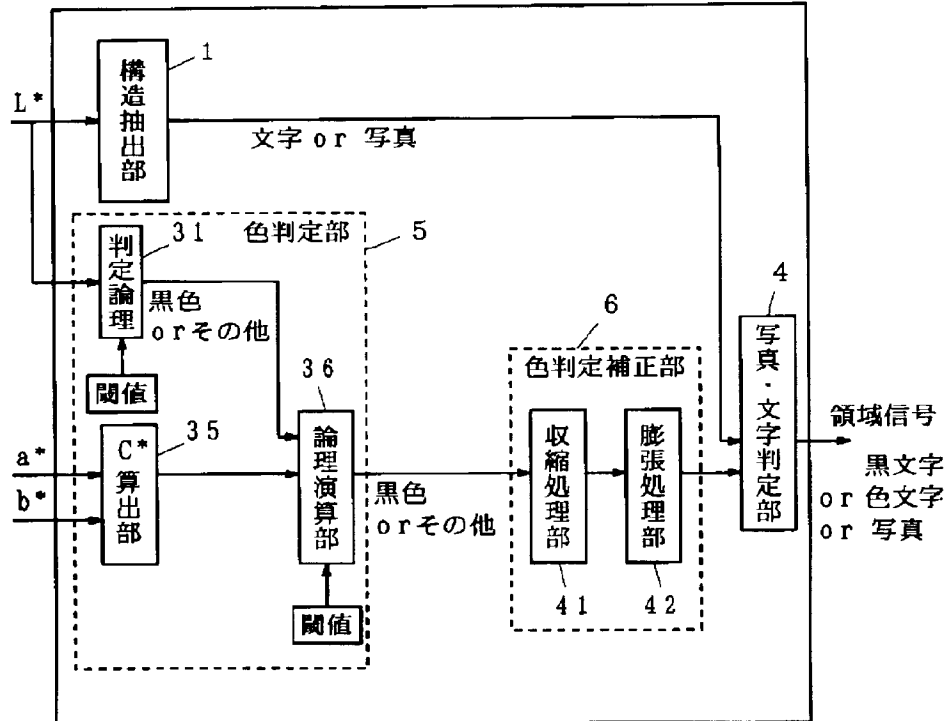 1
構造抽出部
L*
文字 or 写真
31
色判定部
5
判定論理
黒色
orその他
閾値
4
写真・文字判定部
6
色判定補正部
36
35
a*
b*
C*算出部
論理演算部
黒色
orその他
閾値
収縮処理部
膨張処理部
41
42
領域信号
黒文字
or 色文字
or 写真